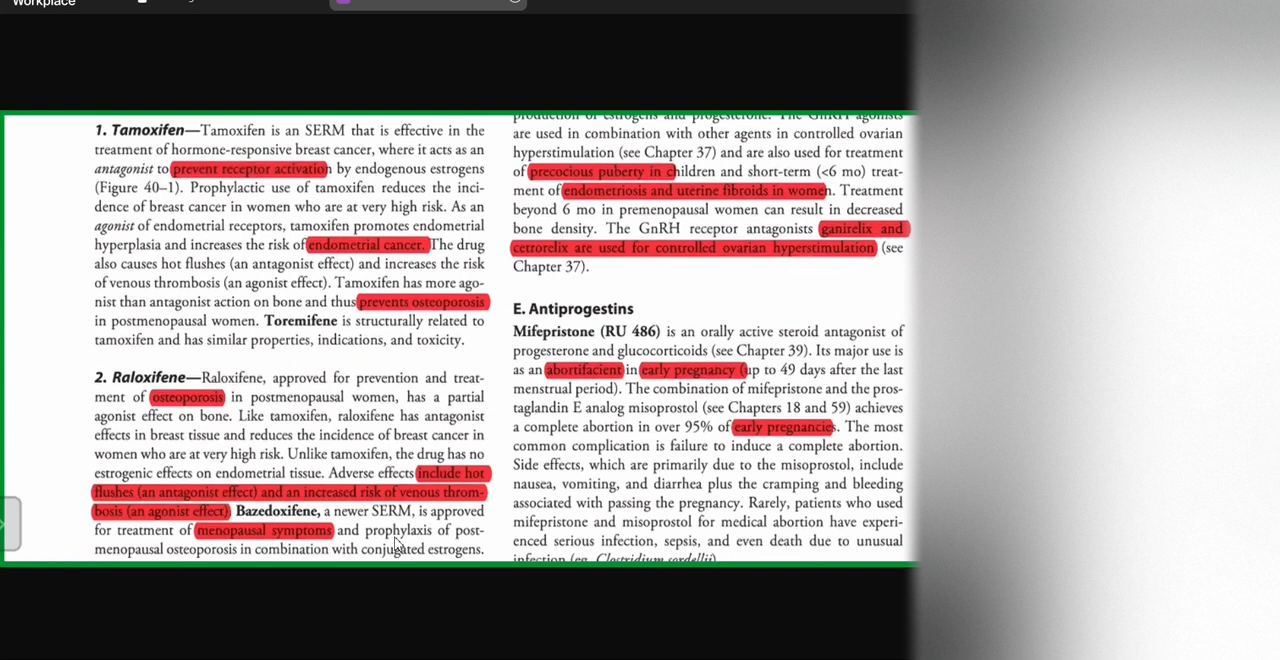 Workplace
1. Tamoxifen—Tamoxifen is an SERM that is effective in the
treatment of hormone-responsive breast cancer, where it acts as an
antagonist to prevent receptor activation by endogenous estrogens
(Figure 40–1). Prophylactic use of tamoxifen reduces the inci-
dence of breast cancer in women who are at very high risk. As an
agonist of endometrial receptors, tamoxifen promotes endometrial
hyperplasia and increases the risk of endometrial cancer. The drug
also causes hot flushes (an antagonist effect) and increases the risk
of venous thrombosis (an agonist effect). Tamoxifen has more ago-
nist than antagonist action on bone and thus prevents osteoporosis
in postmenopausal women. Toremifene is structurally related to
tamoxifen and has similar properties, indications, and toxicity.
2. Raloxifene—Raloxifene, approved for prevention and treat-
ment of osteoporosis in postmenopausal women, has a partial
agonist effect on bone. Like tamoxifen, raloxifene has antagonist
effects in breast tissue and reduces the incidence of breast cancer in
women who are at very high risk. Unlike tamoxifen, the drug has no
estrogenic effects on endometrial tissue. Adverse effects include hot
flushes (an antagonist effect) and an increased risk of venous throm-
bosis (an agonist effect). Bazedoxifene, a newer SERM, is approved
for treatment of menopausal symptoms and prophylaxis of post-
menopausal osteoporosis in combination with conjugated estrogens.
production of estrogens and progesterone. The GnRH agonists
are used in combination with other agents in controlled ovarian
hyperstimulation (see Chapter 37) and are also used for treatment
of precocious puberty in children and short-term (<6 mo) treat-
ment of endometriosis and uterine fibroids in women. Treatment
beyond 6 mo in premenopausal women can result in decreased
bone density. The GnRH receptor antagonists ganirelix and
cetrorelix are used for controlled ovarian hyperstimulation (see
Chapter 37).
E. Antiprogestins
Mifepristone (RU 486) is an orally active steroid antagonist of
progesterone and glucocorticoids (see Chapter 39). Its major use is
as an abortifacient in early pregnancy (up to 49 days after the last
menstrual period). The combination of mifepristone and the pros-
taglandin E analog misoprostol (see Chapters 18 and 59) achieves
a complete abortion in over 95% of early pregnancies. The most
common complication is failure to induce a complete abortion.
Side effects, which are primarily due to the misoprostol, include
nausea, vomiting, and diarrhea plus the cramping and bleeding
associated with passing the pregnancy. Rarely, patients who used
mifepristone and misoprostol for medical abortion have experi-
enced serious infection, sepsis, and even death due to unusual
infection (eg, Clostridium sordellii).